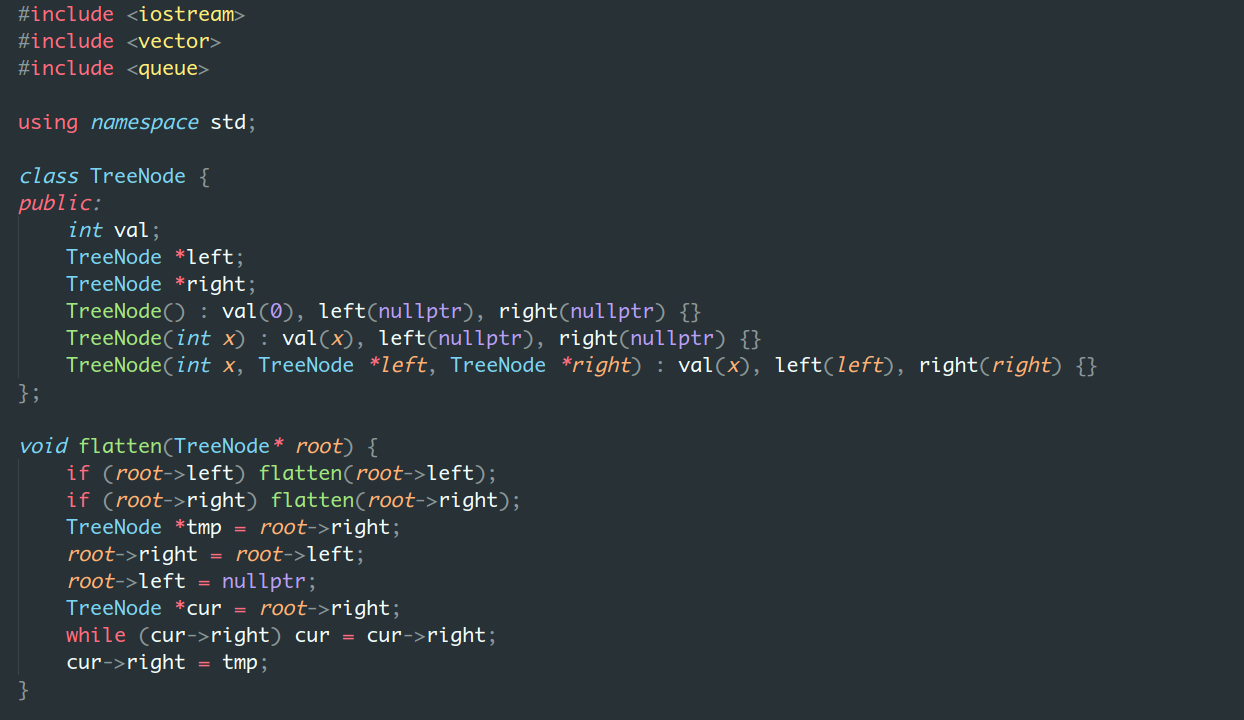 #include <iostream>
#include <vector>
#include <queue>

using namespace std;

class TreeNode {
public:
    int val;
    TreeNode *left;
    TreeNode *right;
    TreeNode() : val(0), left(nullptr), right(nullptr) {}
    TreeNode(int x) : val(x), left(nullptr), right(nullptr) {}
    TreeNode(int x, TreeNode *left, TreeNode *right) : val(x), left(left), right(right) {}
};

void flatten(TreeNode* root) {
    if (root->left) flatten(root->left);
    if (root->right) flatten(root->right);
    TreeNode *tmp = root->right;
    root->right = root->left;
    root->left = nullptr;
    TreeNode *cur = root->right;
    while (cur->right) cur = cur->right;
    cur->right = tmp;
}